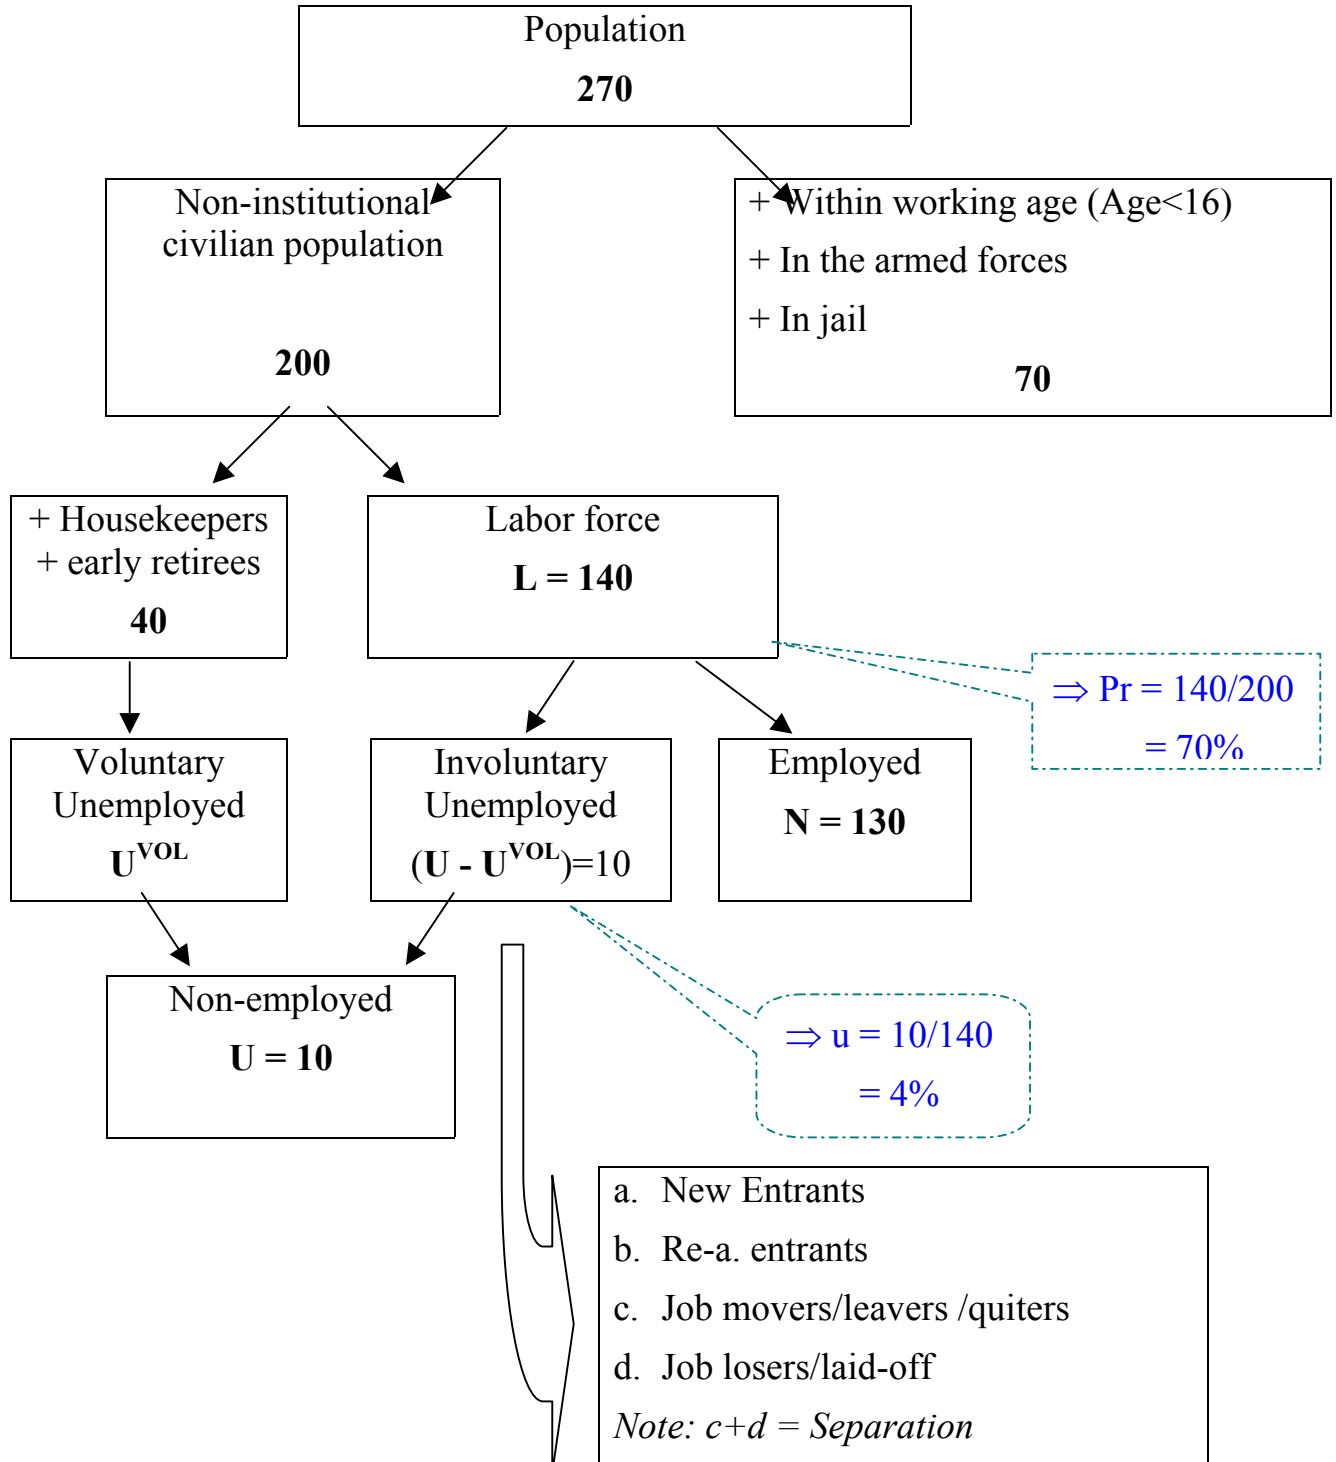 Population
270
Non-institutional
civilian population
200
+ Within working age (Age<16)
+ In the armed forces
+ In jail
70
+ Housekeepers
+ early retirees
40
Labor force
L = 140
⇒ Pr = 140/200
= 70%
Voluntary
Unemployed
U^VOL
Involuntary
Unemployed
(U - U^VOL)=10
Employed
N = 130
Non-employed
U = 10
⇒ u = 10/140
= 4%
a. New Entrants
b. Re-a. entrants
c. Job movers/leavers /quiters
d. Job losers/laid-off
Note: c+d = Separation